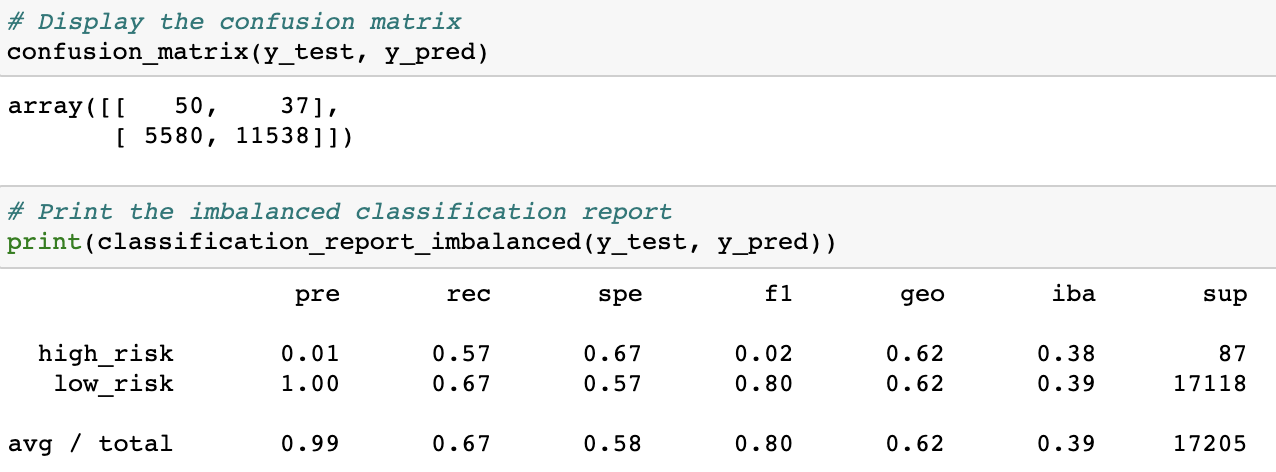 # Display the confusion matrix
confusion_matrix(y_test, y_pred)
array([[   50,    37],
       [ 5580, 11538]])
# Print the imbalanced classification report
print(classification_report_imbalanced(y_test, y_pred))
                   pre       rec       spe        f1       geo       iba       sup
  high_risk       0.01      0.57      0.67      0.02      0.62      0.38        87
   low_risk       1.00      0.67      0.57      0.80      0.62      0.39     17118
avg / total       0.99      0.67      0.58      0.80      0.62      0.39     17205